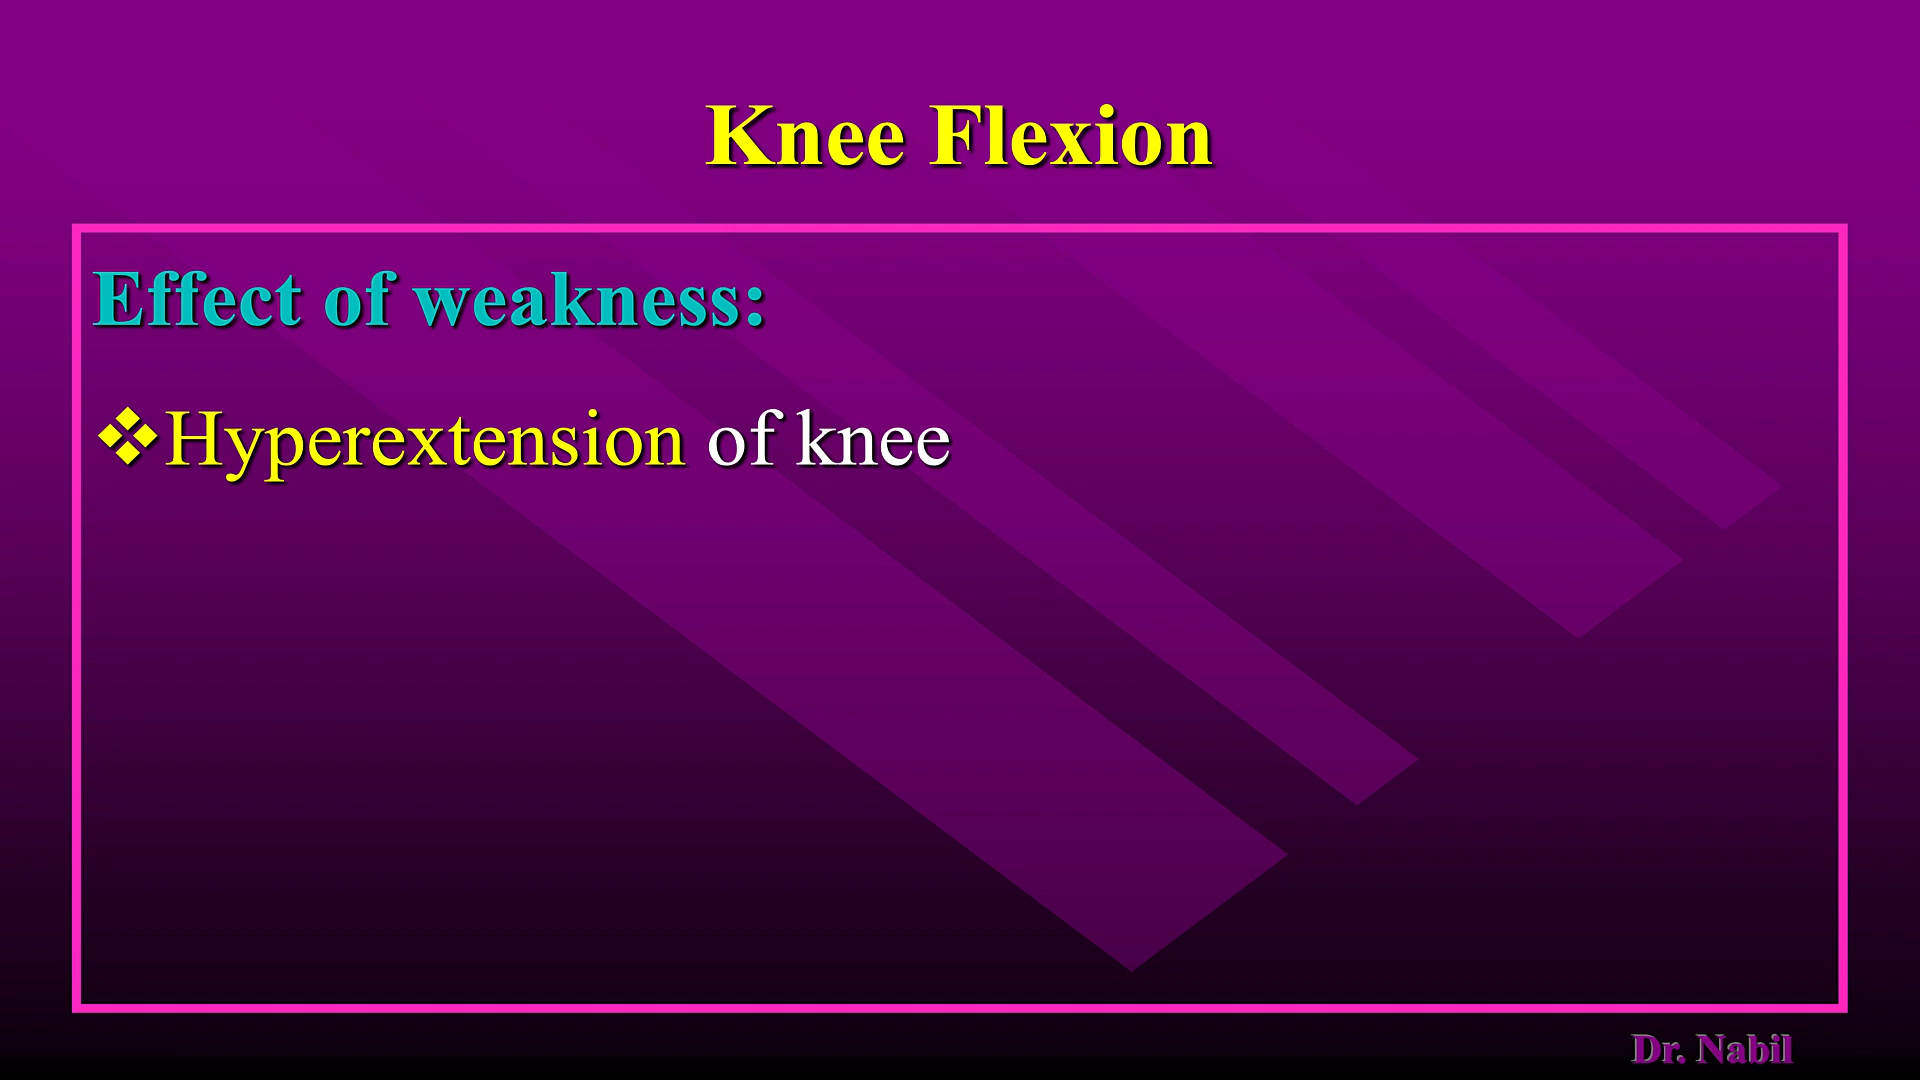 Knee Flexion
Effect of weakness:
❖Hyperextension of knee
Dr. Nabil